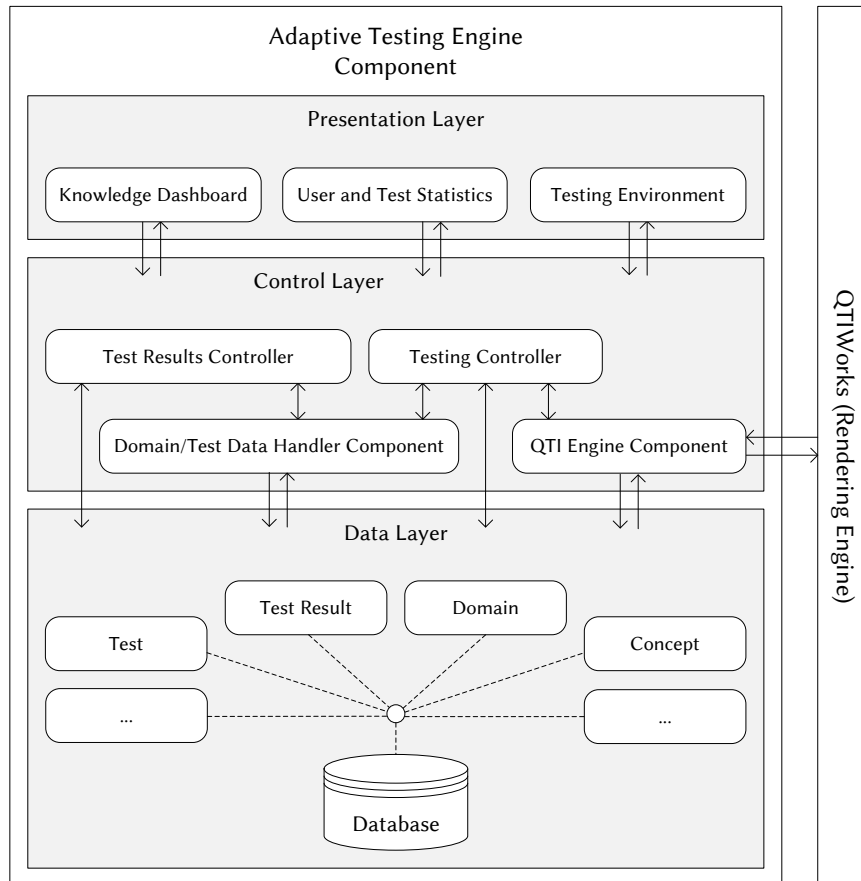 Adaptive Testing Engine
Component
Presentation Layer
Knowledge Dashboard
User and Test Statistics
Testing Environment
Control Layer
Test Results Controller
Testing Controller
Domain/Test Data Handler Component
QTI Engine Component
Data Layer
Test Result
Domain
Test
Concept
...
...
Database
QTIWorks (Rendering Engine)